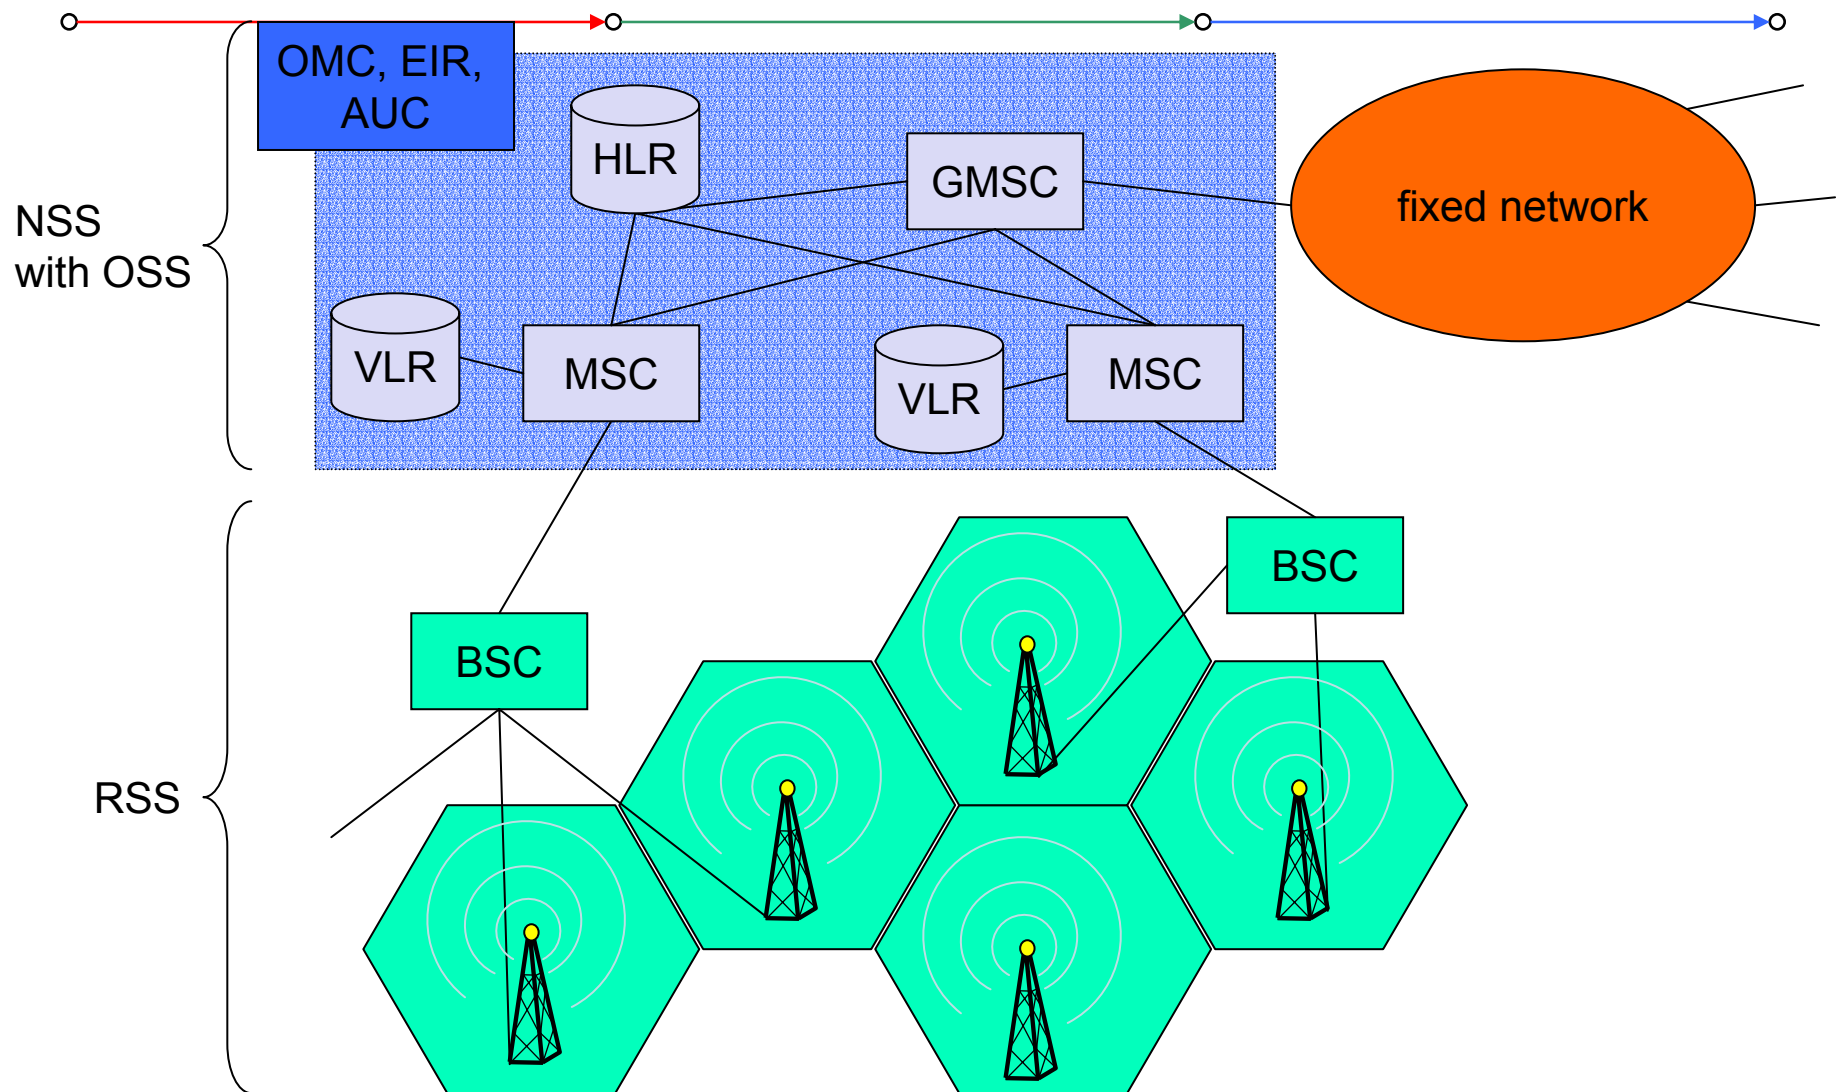 OMC, EIR,
AUC
HLR
GMSC
fixed network
NSS
with OSS
VLR
MSC
VLR
MSC
BSC
BSC
RSS